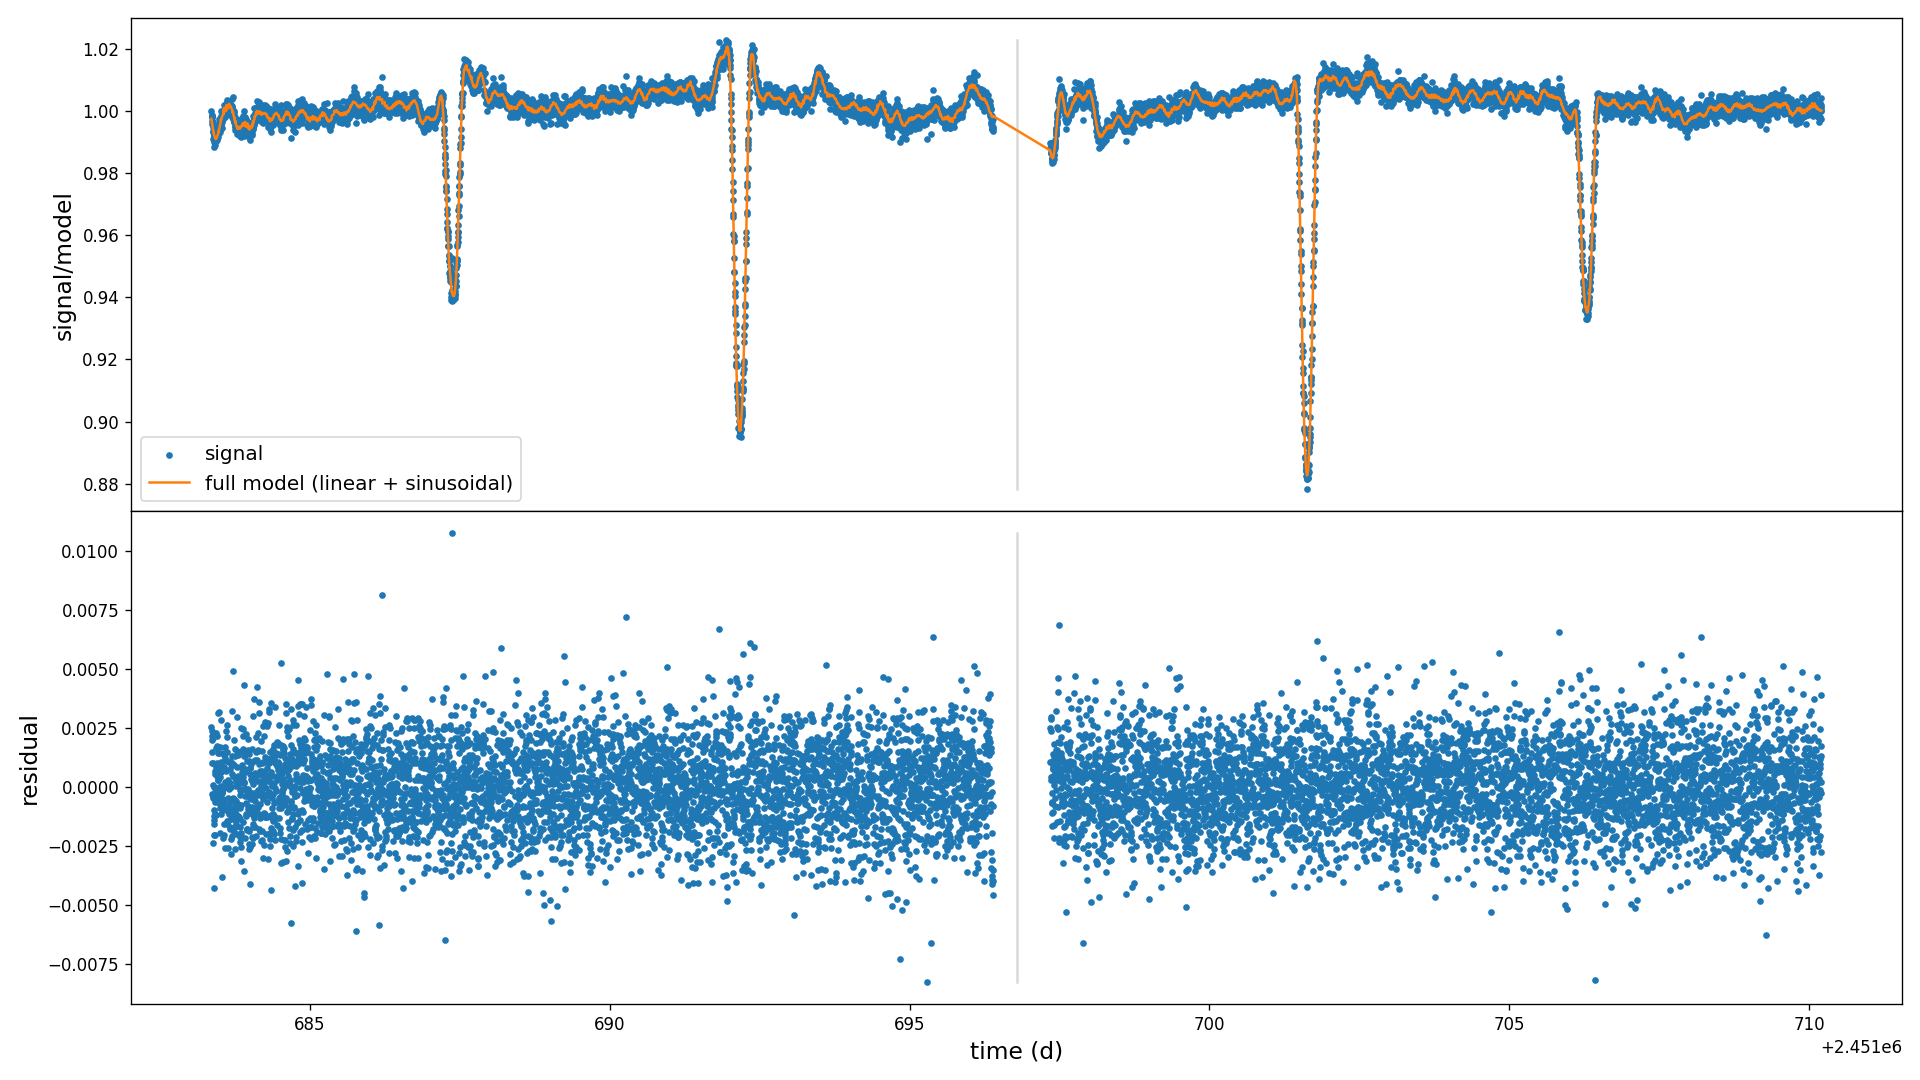 signal/model
1.02
1.00
0.98
0.96
0.94
0.92
0.90
0.88
signal
full model (linear + sinusoidal)
residual
0.0100
0.0075
0.0050
0.0025
0.0000
−0.0025
−0.0050
−0.0075
685 690 695 700 705 710
+2.451e6
time (d)